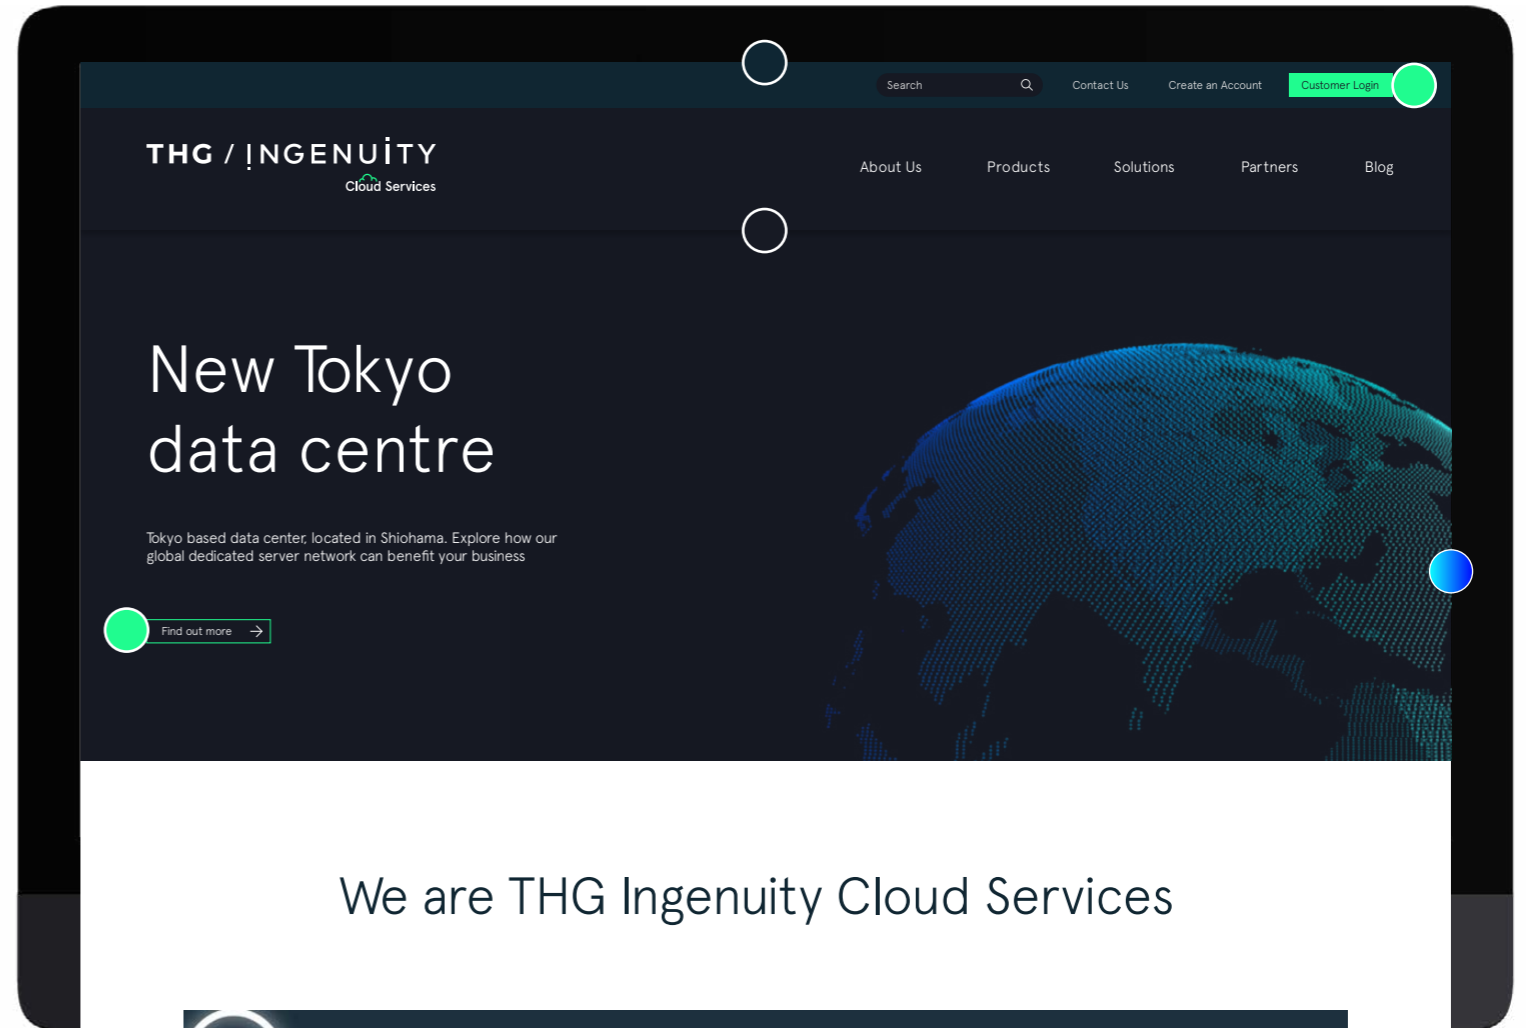 Search
Contact Us
Create an Account
Customer Login
THG / INGENUITY
Cloud Services
About Us
Products
Solutions
Partners
Blog
New Tokyo
data centre
Tokyo based data center, located in Shiohama. Explore how our
global dedicated server network can benefit your business
Find out more
We are THG Ingenuity Cloud Services